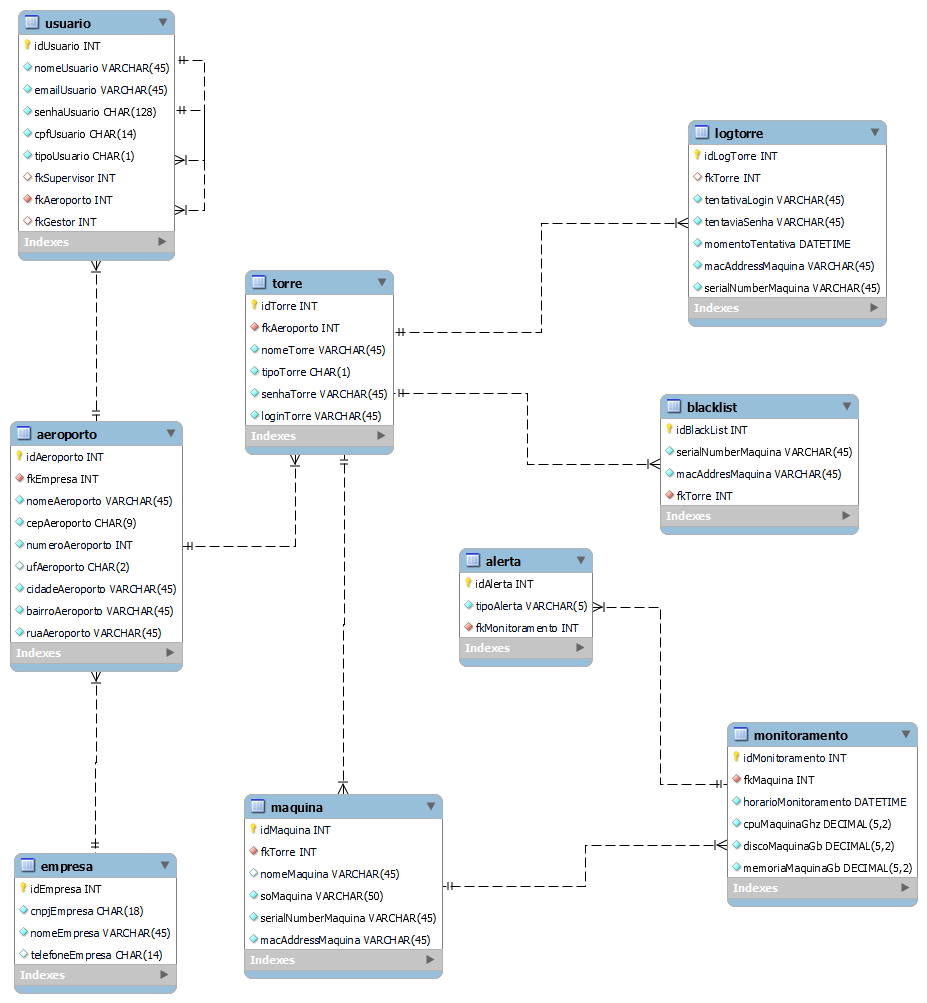 usuario
idUsuario INT
nomeUsuario VARCHAR(45)
emailUsuario VARCHAR(45)
senhaUsuario CHAR(128)
cpfUsuario CHAR(14)
tipoUsuario CHAR(1)
fkSupervisor INT
fkAeroporto INT
fkGestor INT
Indexes
logtorre
idLogTorre INT
fkTorre INT
tentativaLogin VARCHAR(45)
tentaviaSenha VARCHAR(45)
momentoTentativa DATETIME
macAddressMaquina VARCHAR(45)
serialNumberMaquina VARCHAR(45)
Indexes
torre
idTorre INT
fkAeroporto INT
nomeTorre VARCHAR(45)
tipoTorre CHAR(1)
senhaTorre VARCHAR(45)
loginTorre VARCHAR(45)
Indexes
blacklist
idBlackList INT
serialNumberMaquina VARCHAR(45)
macAddresMaquina VARCHAR(45)
fkTorre INT
Indexes
aeroporto
idAeroporto INT
fkEmpresa INT
nomeAeroporto VARCHAR(45)
cepAeroporto CHAR(9)
numeroAeroporto INT
ufAeroporto CHAR(2)
cidadeAeroporto VARCHAR(45)
bairroAeroporto VARCHAR(45)
ruaAeroporto VARCHAR(45)
Indexes
alerta
idAlerta INT
tipoAlerta VARCHAR(5)
fkMonitoramento INT
Indexes
monitoramento
idMonitoramento INT
fkMaquina INT
horarioMonitoramento DATETIME
cpuMaquinaGhz DECIMAL(5,2)
discoMaquinaGb DECIMAL(5,2)
memoriaMaquinaGb DECIMAL(5,2)
Indexes
maquina
idMaquina INT
fkTorre INT
nomeMaquina VARCHAR(45)
soMaquina VARCHAR(50)
serialNumberMaquina VARCHAR(45)
macAddressMaquina VARCHAR(45)
Indexes
empresa
idEmpresa INT
cnpjEmpresa CHAR(18)
nomeEmpresa VARCHAR(45)
telefoneEmpresa CHAR(14)
Indexes